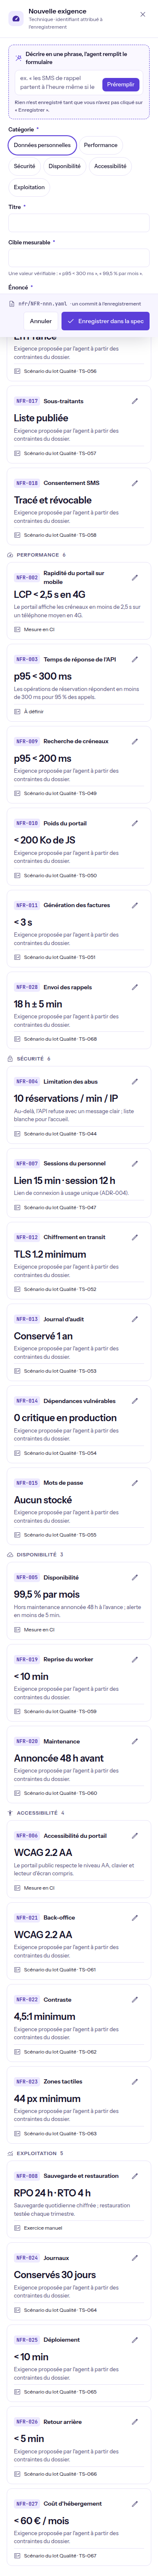 Nouvelle exigence
Technique · identifiant attribué à
l'enregistrement
Décrire en une phrase, l'agent remplit le
formulaire
ex. « les SMS de rappel
partent à l'heure même si le
Préremplir
Rien n'est enregistré tant que vous n'avez pas cliqué sur
« Enregistrer ».
Catégorie *
Données personnelles
Performance
Sécurité
Disponibilité
Accessibilité
Exploitation
Titre *
Cible mesurable *
Une valeur vérifiable : « p95 < 300 ms », « 99,5 % par mois ».
Énoncé *
nfr/NFR-nnn.yaml · un commit à l'enregistrement
Annuler
Enregistrer dans la spec
Exigence proposée par l'agent à partir des
contraintes du dossier.
Scénario du lot Qualité · TS-056
NFR-017 Sous-traitants
Liste publiée
Exigence proposée par l'agent à partir des
contraintes du dossier.
Scénario du lot Qualité · TS-057
NFR-018 Consentement SMS
Tracé et révocable
Exigence proposée par l'agent à partir des
contraintes du dossier.
Scénario du lot Qualité · TS-058
PERFORMANCE 6
NFR-002 Rapidité du portail sur
mobile
LCP < 2,5 s en 4G
Le portail affiche les créneaux en moins de 2,5 s sur
un téléphone moyen en 4G.
Mesure en CI
NFR-003 Temps de réponse de l'API
p95 < 300 ms
Les opérations de réservation répondent en moins
de 300 ms pour 95 % des appels.
À définir
NFR-009 Recherche de créneaux
p95 < 200 ms
Exigence proposée par l'agent à partir des
contraintes du dossier.
Scénario du lot Qualité · TS-049
NFR-010 Poids du portail
< 200 Ko de JS
Exigence proposée par l'agent à partir des
contraintes du dossier.
Scénario du lot Qualité · TS-050
NFR-011 Génération des factures
< 3 s
Exigence proposée par l'agent à partir des
contraintes du dossier.
Scénario du lot Qualité · TS-051
NFR-028 Envoi des rappels
18 h ± 5 min
Exigence proposée par l'agent à partir des
contraintes du dossier.
Scénario du lot Qualité · TS-068
SÉCURITÉ 6
NFR-004 Limitation des abus
10 réservations / min / IP
Au-delà, l'API refuse avec un message clair ; liste
blanche pour l'accueil.
Scénario du lot Qualité · TS-044
NFR-007 Sessions du personnel
Lien 15 min · session 12 h
Lien de connexion à usage unique (ADR-004).
Scénario du lot Qualité · TS-047
NFR-012 Chiffrement en transit
TLS 1.2 minimum
Exigence proposée par l'agent à partir des
contraintes du dossier.
Scénario du lot Qualité · TS-052
NFR-013 Journal d'audit
Conservé 1 an
Exigence proposée par l'agent à partir des
contraintes du dossier.
Scénario du lot Qualité · TS-053
NFR-014 Dépendances vulnérables
0 critique en production
Exigence proposée par l'agent à partir des
contraintes du dossier.
Scénario du lot Qualité · TS-054
NFR-015 Mots de passe
Aucun stocké
Exigence proposée par l'agent à partir des
contraintes du dossier.
Scénario du lot Qualité · TS-055
DISPONIBILITÉ 3
NFR-005 Disponibilité
99,5 % par mois
Hors maintenance annoncée 48 h à l'avance ; alerte
en moins de 5 min.
Mesure en CI
NFR-019 Reprise du worker
< 10 min
Exigence proposée par l'agent à partir des
contraintes du dossier.
Scénario du lot Qualité · TS-059
NFR-020 Maintenance
Annoncée 48 h avant
Exigence proposée par l'agent à partir des
contraintes du dossier.
Scénario du lot Qualité · TS-060
ACCESSIBILITÉ 4
NFR-006 Accessibilité du portail
WCAG 2.2 AA
Le portail public respecte le niveau AA, clavier et
lecteur d'écran compris.
Mesure en CI
NFR-021 Back-office
WCAG 2.2 AA
Exigence proposée par l'agent à partir des
contraintes du dossier.
Scénario du lot Qualité · TS-061
NFR-022 Contraste
4,5:1 minimum
Exigence proposée par l'agent à partir des
contraintes du dossier.
Scénario du lot Qualité · TS-062
NFR-023 Zones tactiles
44 px minimum
Exigence proposée par l'agent à partir des
contraintes du dossier.
Scénario du lot Qualité · TS-063
EXPLOITATION 5
NFR-008 Sauvegarde et restauration
RPO 24 h · RTO 4 h
Sauvegarde quotidienne chiffrée ; restauration
testée chaque trimestre.
Exercice manuel
NFR-024 Journaux
Conservés 30 jours
Exigence proposée par l'agent à partir des
contraintes du dossier.
Scénario du lot Qualité · TS-064
NFR-025 Déploiement
< 10 min
Exigence proposée par l'agent à partir des
contraintes du dossier.
Scénario du lot Qualité · TS-065
NFR-026 Retour arrière
< 5 min
Exigence proposée par l'agent à partir des
contraintes du dossier.
Scénario du lot Qualité · TS-066
NFR-027 Coût d'hébergement
< 60 € / mois
Exigence proposée par l'agent à partir des
contraintes du dossier.
Scénario du lot Qualité · TS-067